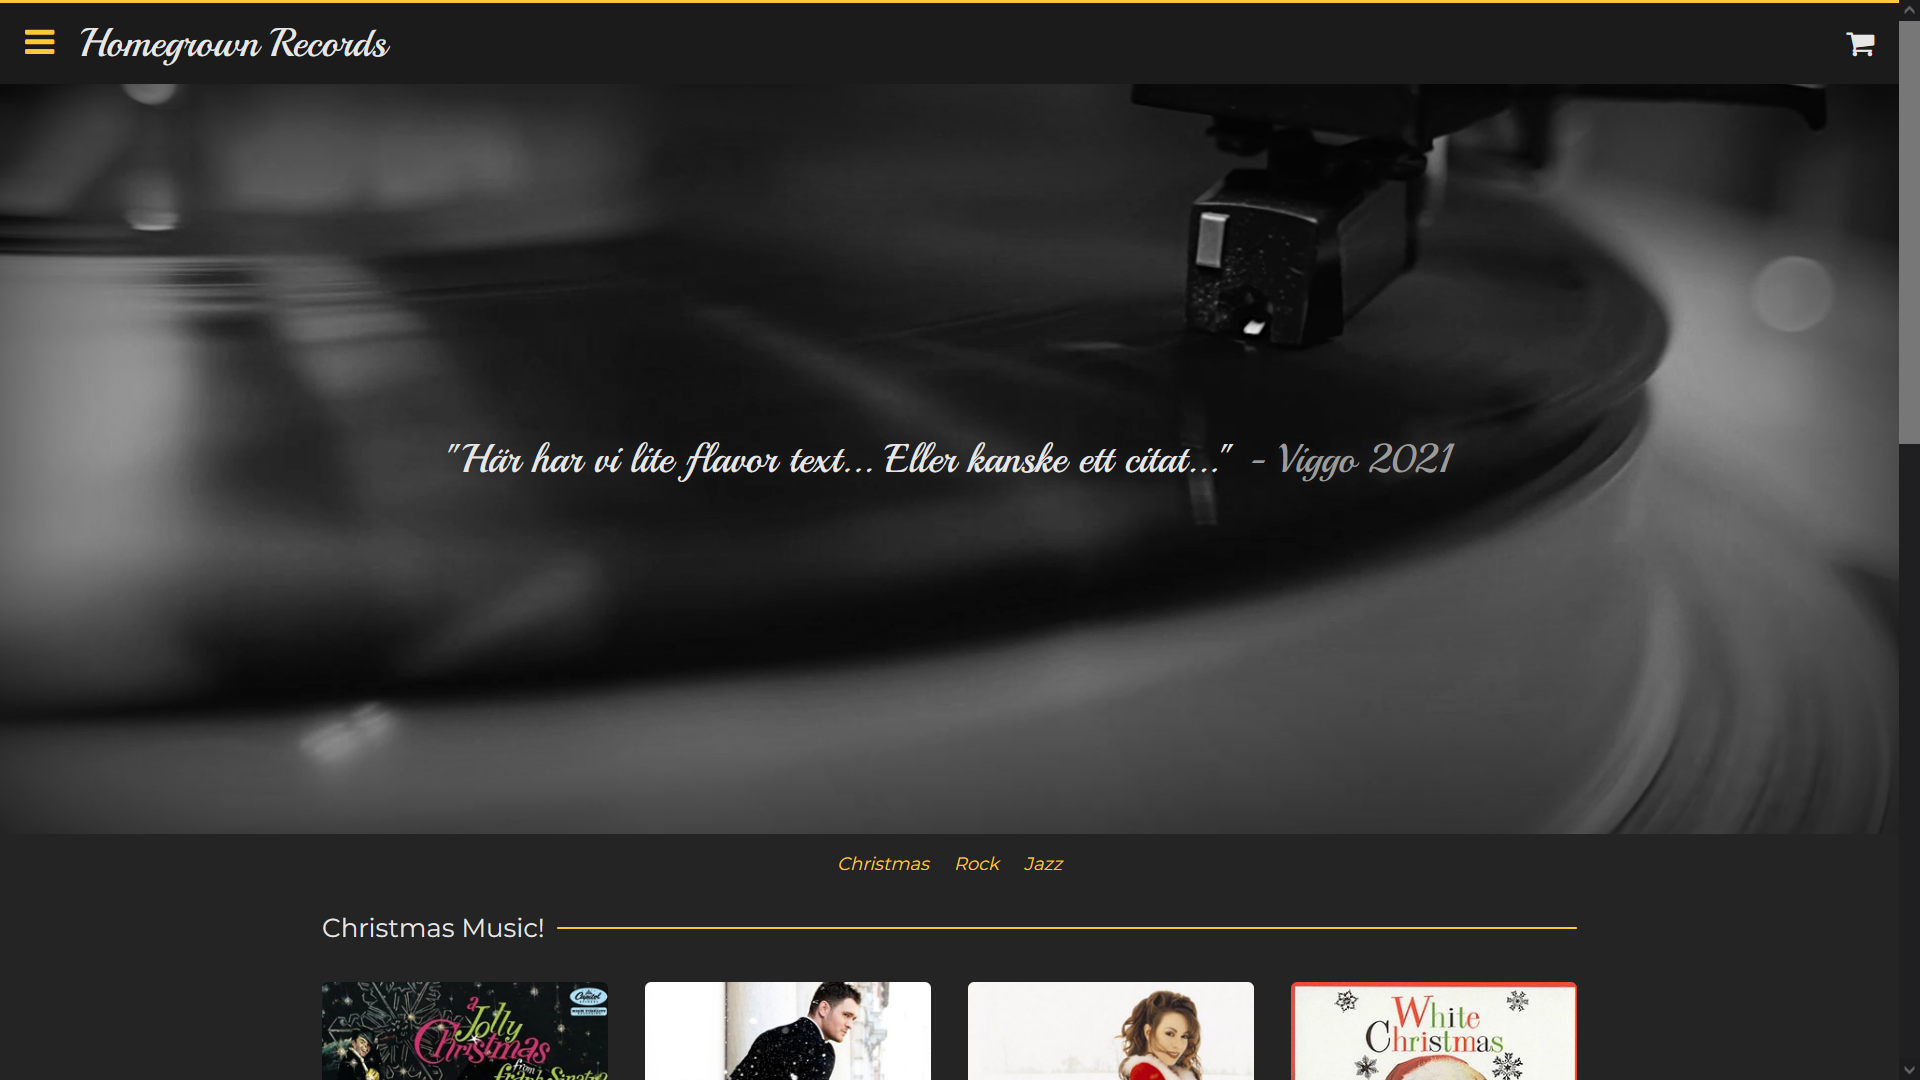 Homegrown Records
"Här har vi lite flavor text... Eller kanske ett citat..." - Viggo 2021
Christmas Rock Jazz
Christmas Music!
a
Jolly
Christmas
from
Frank Sinatra
Capitol
White
Christmas